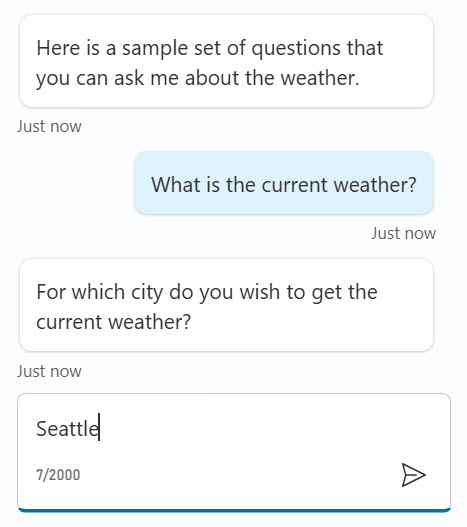 Here is a sample set of questions that
you can ask me about the weather.
Just now
What is the current weather?
Just now
For which city do you wish to get the
current weather?
Just now
Seattle
7/2000